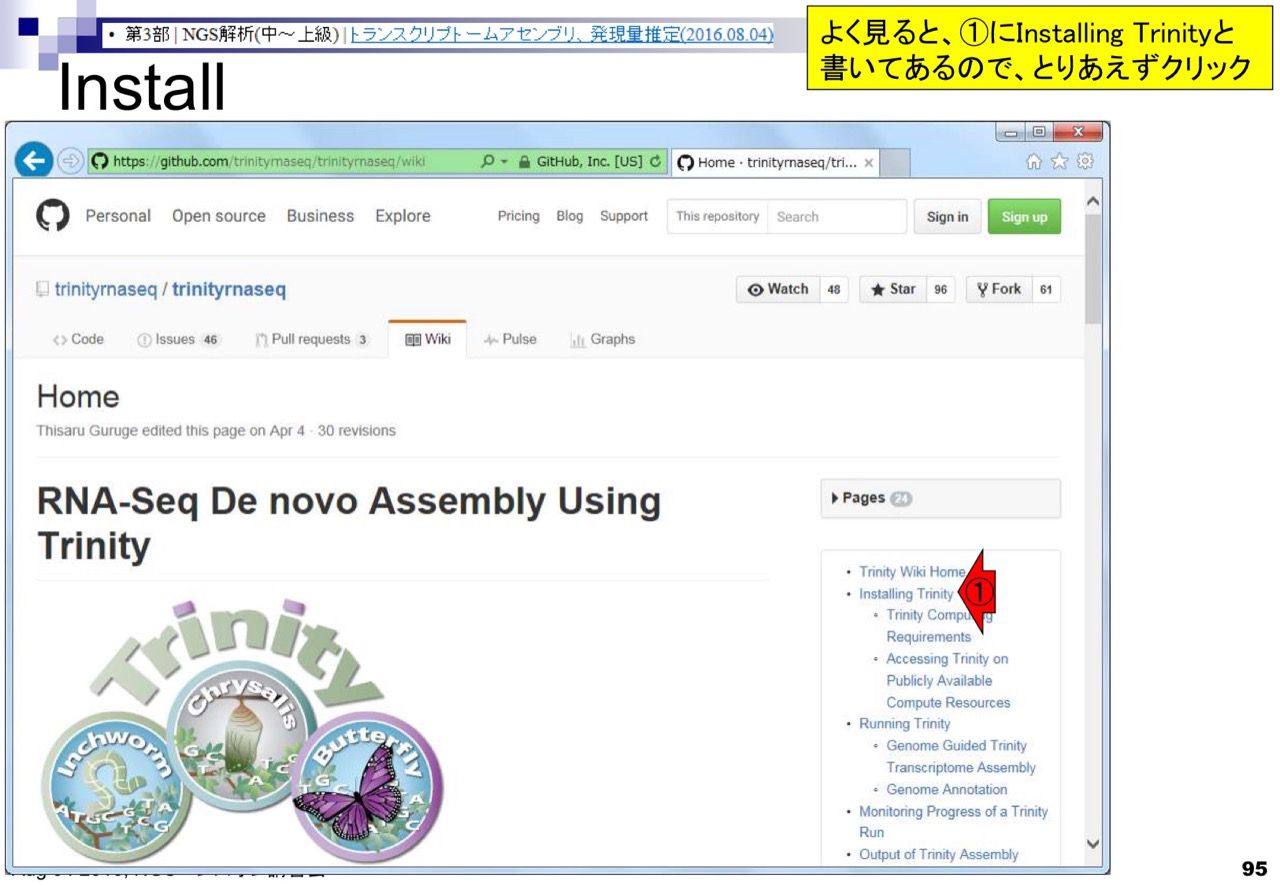 • 第3部 | NGS解析(中～上級) | トランスクリプトームアセンブリ、発現量推定(2016.08.04)
よく見ると、①にInstalling Trinityと
書いてあるので、とりあえずクリック
Install
https://github.com/trinityrnaseq/trinityrnaseq/wiki
GitHub, Inc. [US]
Home · trinityrnaseq/tri... ×
Personal Open source Business Explore Pricing Blog Support This repository Search Sign in Sign up
trinityrnaseq / trinityrnaseq
Watch 48 Star 96 Fork 61
Code Issues 46 Pull requests 3 Wiki Pulse Graphs
Home
Thisaru Guruge edited this page on Apr 4 · 30 revisions
RNA-Seq De novo Assembly Using
Trinity
Pages 24
• Trinity Wiki Home
• Installing Trinity
①
◦ Trinity Computing
Requirements
◦ Accessing Trinity on
Publicly Available
Compute Resources
• Running Trinity
◦ Genome Guided Trinity
Transcriptome Assembly
◦ Genome Annotation
• Monitoring Progress of a Trinity
Run
• Output of Trinity Assembly
Trinity
Inchworm
Chrysalis
Butterfly
95